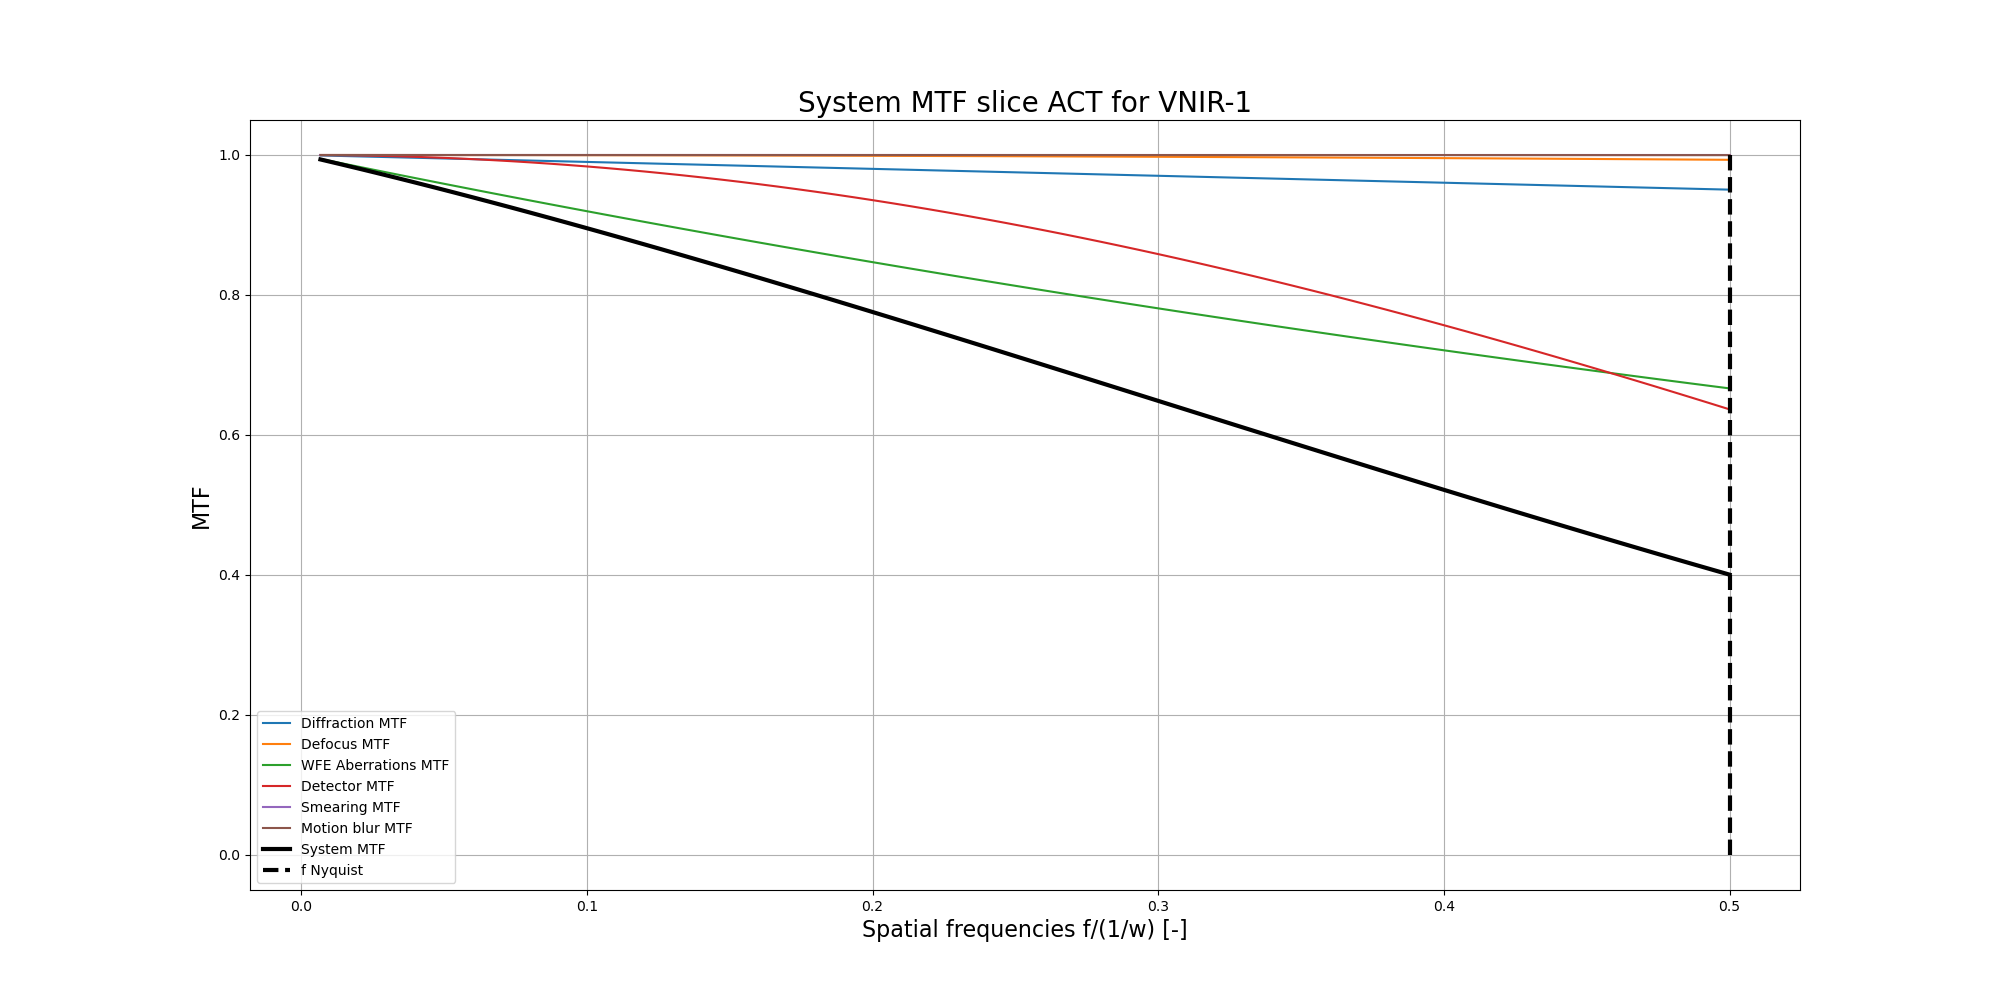 System MTF slice ACT for VNIR-1
MTF
1.0
0.8
0.6
0.4
0.2
0.0
Diffraction MTF
Defocus MTF
WFE Aberrations MTF
Detector MTF
Smearing MTF
Motion blur MTF
System MTF
f Nyquist
0.0 0.1 0.2 0.3 0.4 0.5
Spatial frequencies f/(1/w) [-]